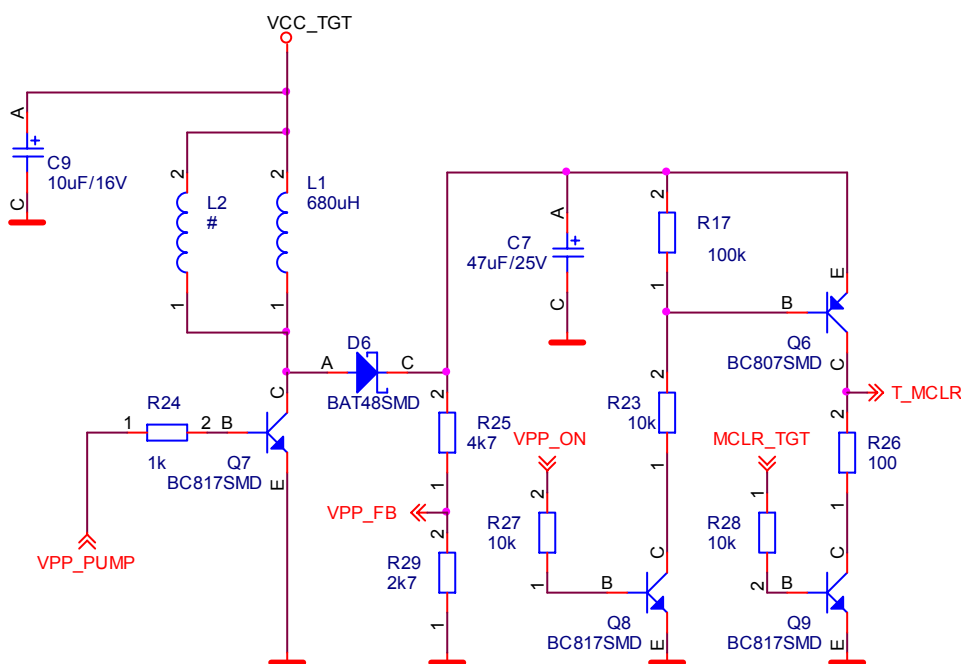 VCC_TGT
A
+
C9
10uF/16V
C
2
L2
#
1
2
L1
680uH
1
A
+
C7
47uF/25V
C
2
R17
100k
1
E
B
Q6
BC807SMD
C
T_MCLR
D6
A
C
BAT48SMD
C
R24
1
2
B
1k
Q7
BC817SMD
E
VPP_PUMP
2
R25
4k7
1
VPP_FB
2
R29
2k7
1
2
R23
10k
1
VPP_ON
2
R27
10k
1
C
B
Q8
BC817SMD
E
MCLR_TGT
1
R28
10k
2
2
R26
100
1
C
B
Q9
BC817SMD
E